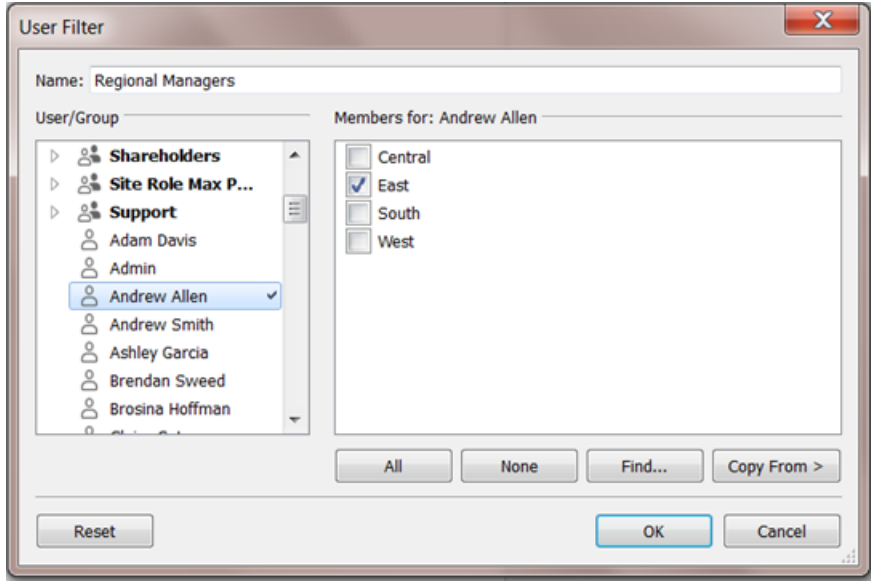 User Filter
Name: Regional Managers
User/Group
Members for: Andrew Allen
Shareholders
Site Role Max P...
Support
Adam Davis
Admin
Andrew Allen
Andrew Smith
Ashley Garcia
Brendan Sweed
Brosina Hoffman
Central
East
South
West
All
None
Find...
Copy From >
Reset
OK
Cancel